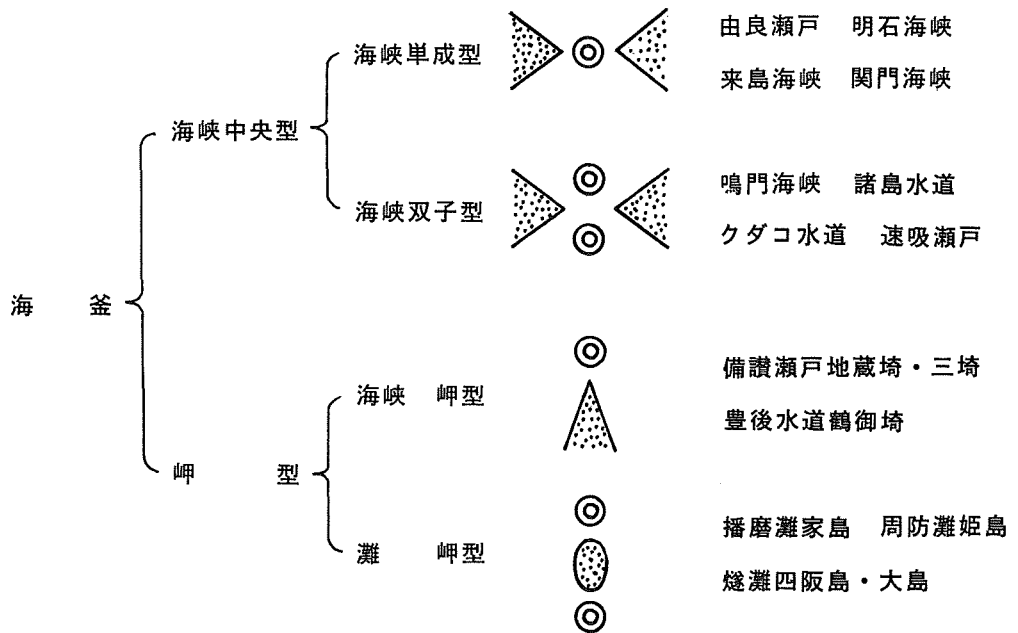 海峡単成型
由良瀬戸 明石海峡
来島海峡 関門海峡
海峡中央型
海峡双子型
鳴門海峡 諸島水道
クダコ水道 速吸瀬戸
海 釜
海峡 岬型
備讃瀬戸地蔵埼・三埼
豊後水道鶴御埼
岬 型
灘 岬型
播磨灘家島 周防灘姫島
燧灘四阪島・大島